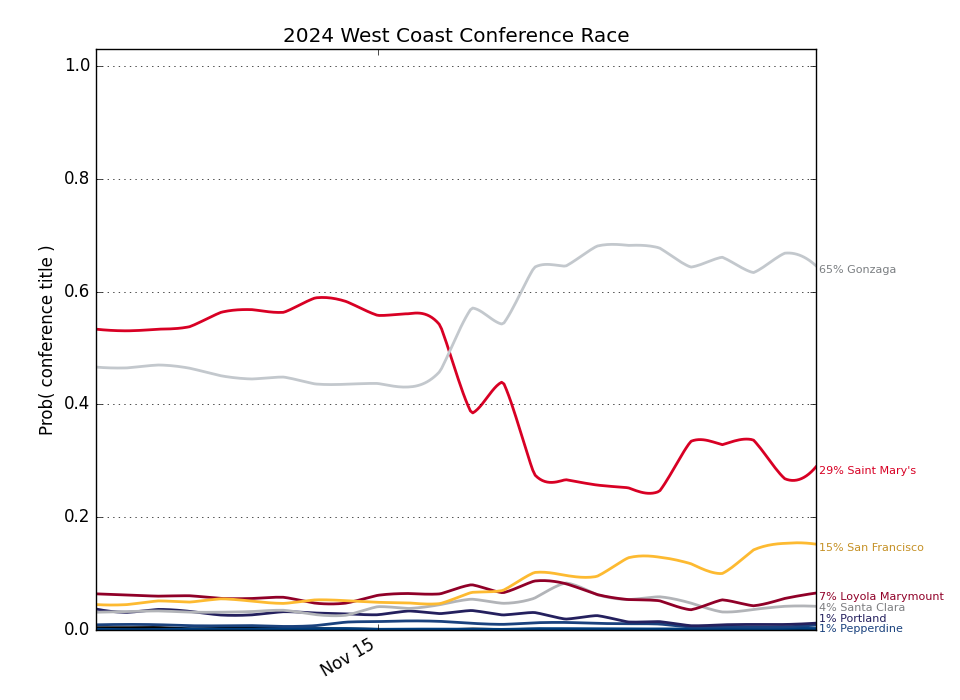 2024 West Coast Conference Race
1.0
0.8
0.6
0.4
0.2
0.0
Prob( conference title )
Nov 15
65% Gonzaga
29% Saint Mary's
15% San Francisco
7% Loyola Marymount
4% Santa Clara
1% Portland
1% Pepperdine